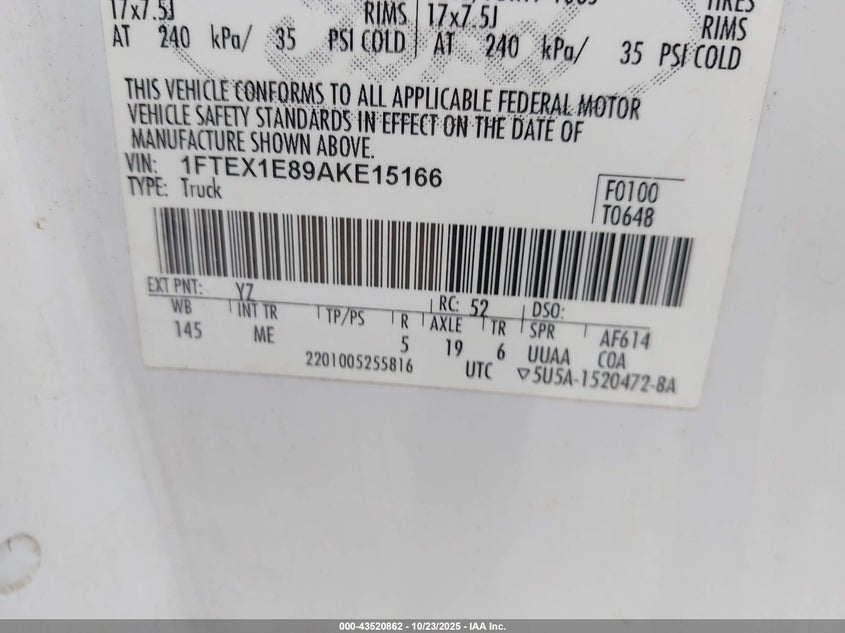 17x7.5J RIMS 17x7.5J RIMS
AT 240 kPa/ 35 PSI COLD AT 240 kPa/ 35 PSI COLD
THIS VEHICLE CONFORMS TO ALL APPLICABLE FEDERAL MOTOR
VEHICLE SAFETY STANDARDS IN EFFECT ON THE DATE OF
MANUFACTURE SHOWN ABOVE.
VIN: 1FTEX1E89AKE15166
TYPE: Truck
F0100
T0648
EXT PNT: YZ RC: 52 DSO:
WB INT TR TP/PS R AXLE TR SPR AF614
145 ME 5 19 6 UUAA COA
2201005255816 UTC ▽5U5A-1520472-BA
000-43520862 - 10/23/2025 - IAA Inc.